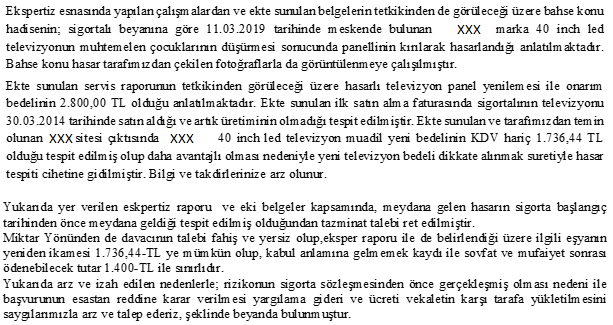 Ekspertiz esnasında yapılan çalışmalardan ve ekte sunulan belgelerin tetkikinden de görüleceği üzere bahse konu
hadisenin; sigortalı beyanına göre 11.03.2019 tarihinde meskende bulunan XXX marka 40 inch led
televizyonun muhtemelen çocuklarının düşürmesi sonucunda panellinin kırılarak hasarlandığı anlatılmaktadır.
Bahse konu hasar tarafımızdan çekilen fotoğraflarla da görüntülenmeye çalışılmıştır.
Ekte sunulan servis raporunun tetkikinden görüleceği üzere hasarlı televizyon panel yenilemesi ile onarım
bedelinin 2.800,00 TL olduğu anlatılmaktadır. Ekte sunulan ilk satın alma faturasında sigortalının televizyonu
30.03.2014 tarihinde satın aldığı ve artık üretiminin olmadığı tespit edilmiştir. Ekte sunulan ve tarafımızdan temin
olunan XXX sitesi çıktısında XXX 40 inch led televizyon muadil yeni bedelinin KDV hariç 1.736,44 TL
olduğu tespit edilmiş olup daha avantajlı olması nedeniyle yeni televizyon bedeli dikkate alınmak suretiyle hasar
tespiti cihetine gidilmiştir. Bilgi ve takdirlerinize arz olunur.
Yukarıda yer verilen eskpertiz raporu ve eki belgeler kapsamında, meydana gelen hasarın sigorta başlangıç
tarihinden önce meydana geldiği tespit edilmiş olduğundan tazminat talebi ret edilmiştir.
Miktar Yönünden de davacının talebi fahiş ve yersiz olup,eksper raporu ile de belirlendiği üzere ilgili eşyanın
yeniden ikamesi 1.736,44-TL ye mümkün olup, kabul anlamına gelmemek kaydı ile sovfat ve mufaiyet sonrası
ödenebilecek tutar 1.400-TL ile sınırlıdır.
Yukarıda arz ve izah edilen nedenlerle; rizikonun sigorta sözleşmesinden önce gerçekleşmiş olması nedeni ile
başvurunun esastan reddine karar verilmesi yargılama gideri ve ücreti vekaletin karşı tarafa yükletilmesini
saygılarımızla arz ve talep ederiz, şeklinde beyanda bulunmuştur.